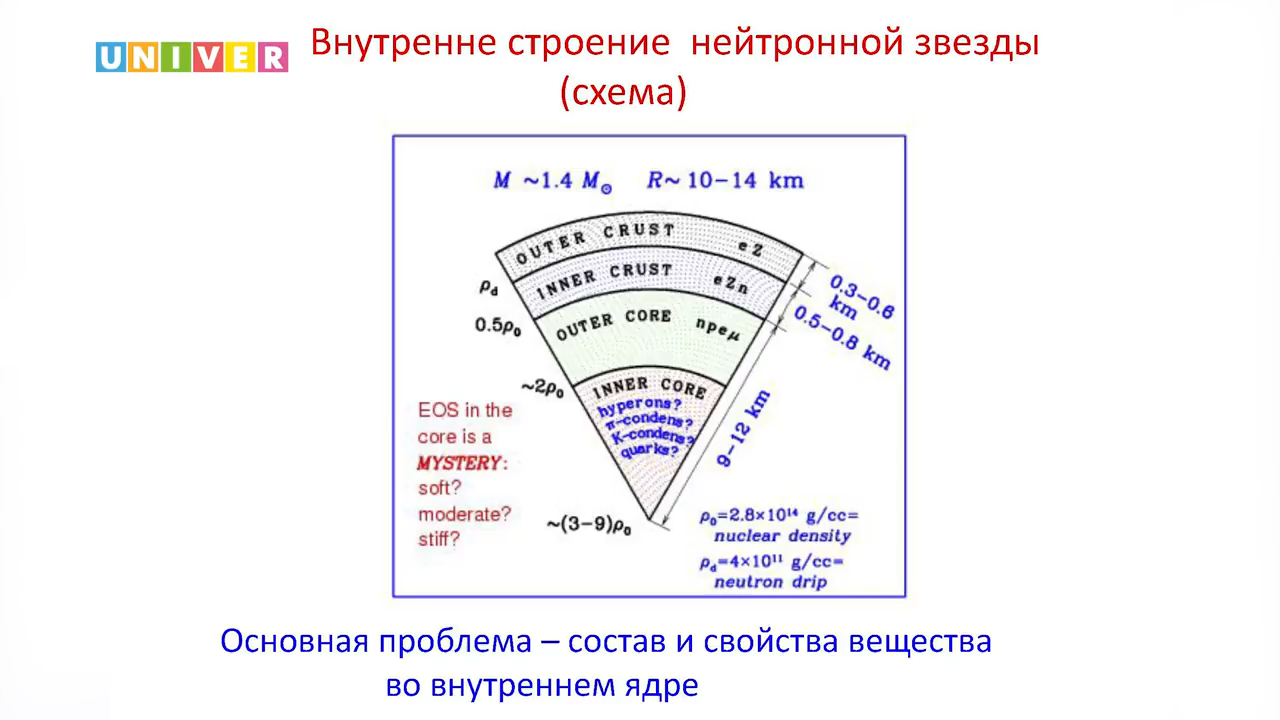 UNIVER
Внутренне строение нейтронной звезды
(схема)
M ~1.4 M⊙ R~ 10−14 km
OUTER CRUST eZ
INNER CRUST eZn
OUTER CORE npeμ
INNER CORE
hyperons?
π-condens?
K-condens?
quarks?
ρd
0.5ρ0
~2ρ0
~(3−9)ρ0
0.3−0.6
km
0.5−0.8 km
9−12 km
EOS in the
core is a
MYSTERY:
soft?
moderate?
stiff?
ρ0=2.8×10¹⁴ g/cc=
nuclear density
ρd=4×10¹¹ g/cc=
neutron drip
Основная проблема – состав и свойства вещества
во внутреннем ядре